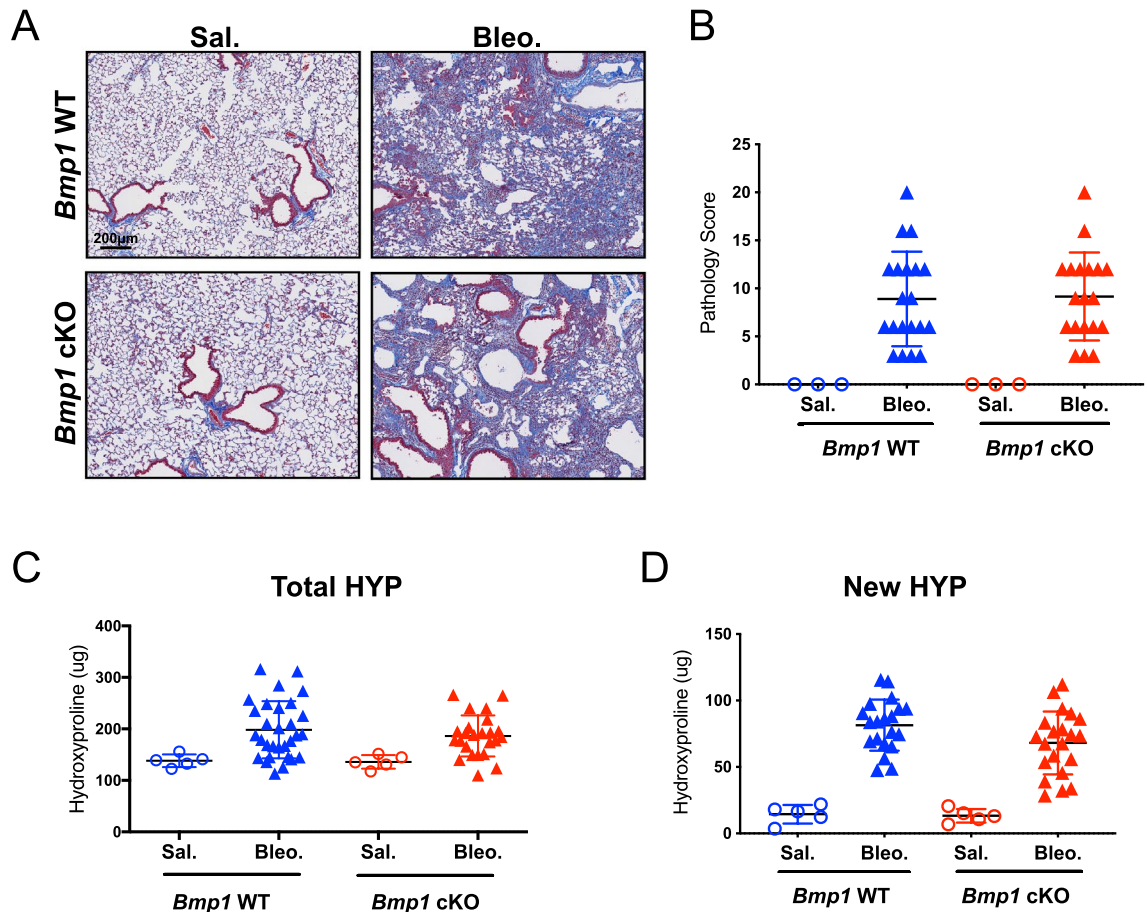 A
Sal.
Bleo.
Bmp1 WT
200μm
Bmp1 cKO
B
Pathology Score
25
20
15
10
5
0
Sal.
Bleo.
Sal.
Bleo.
Bmp1 WT
Bmp1 cKO
C
Total HYP
Hydroxyproline (ug)
400
300
200
100
0
Sal.
Bleo.
Sal.
Bleo.
Bmp1 WT
Bmp1 cKO
D
New HYP
Hydroxyproline (ug)
150
100
50
0
Sal.
Bleo.
Sal.
Bleo.
Bmp1 WT
Bmp1 cKO